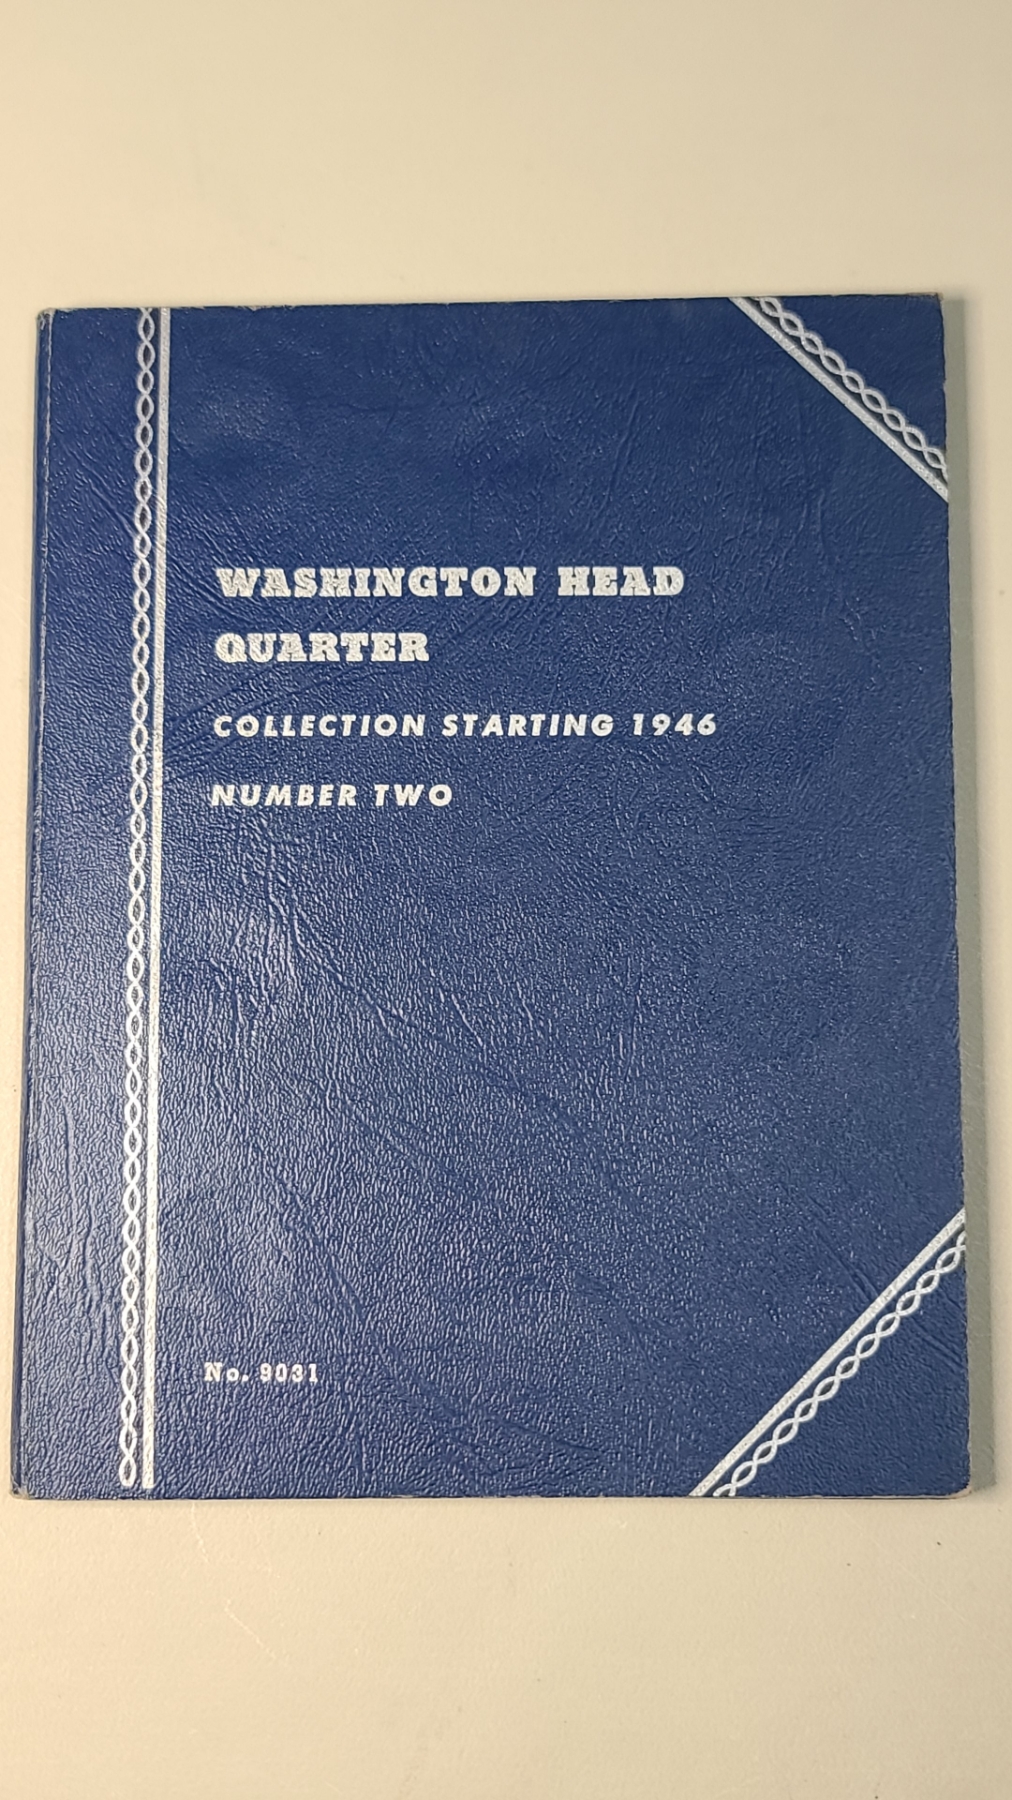 WASHINGTON HEAD
QUARTER
COLLECTION STARTING 1946
NUMBER TWO
No. 9031